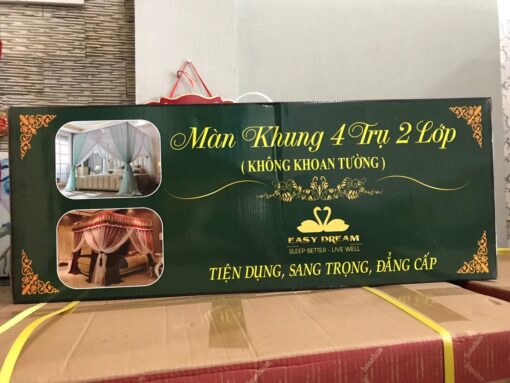 Màn Khung 4 Trụ 2 Lớp
( KHÔNG KHOAN TƯỜNG )
EASY DREAM
SLEEP BETTER - LIVE WELL
TIỆN DỤNG, SANG TRỌNG, ĐẲNG CẤP